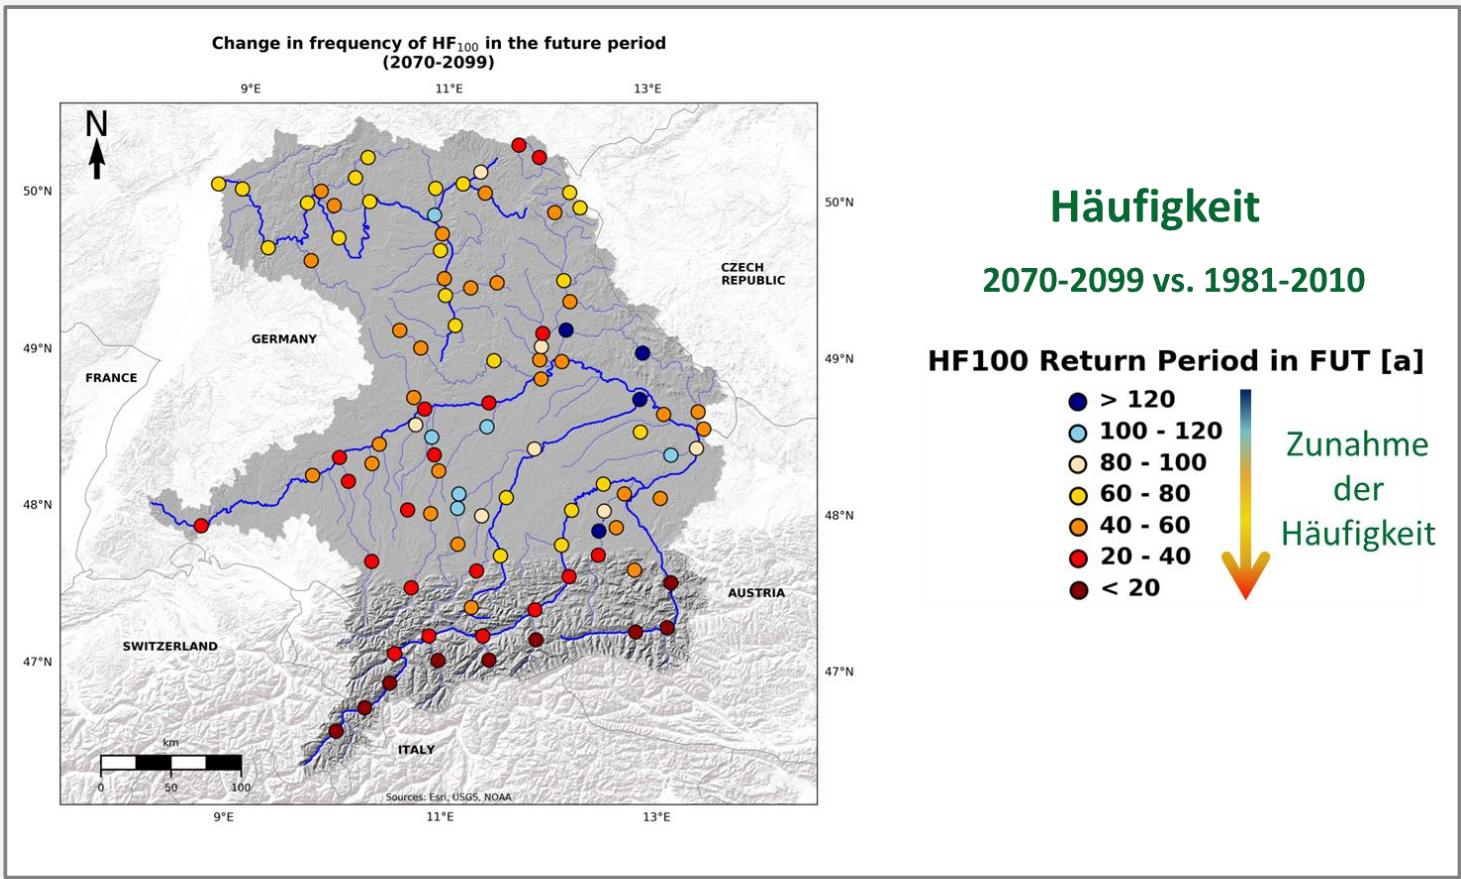 Change in frequency of HF100 in the future period
(2070-2099)
9°E 11°E 13°E
N
50°N 50°N
CZECH
REPUBLIC
GERMANY
49°N 49°N
FRANCE
48°N 48°N
AUSTRIA
SWITZERLAND
47°N 47°N
ITALY
km
0 50 100
Sources: Esri, USGS, NOAA
9°E 11°E 13°E
Häufigkeit
2070-2099 vs. 1981-2010
HF100 Return Period in FUT [a]
> 120
100 - 120
80 - 100
60 - 80
40 - 60
20 - 40
< 20
Zunahme
der
Häufigkeit